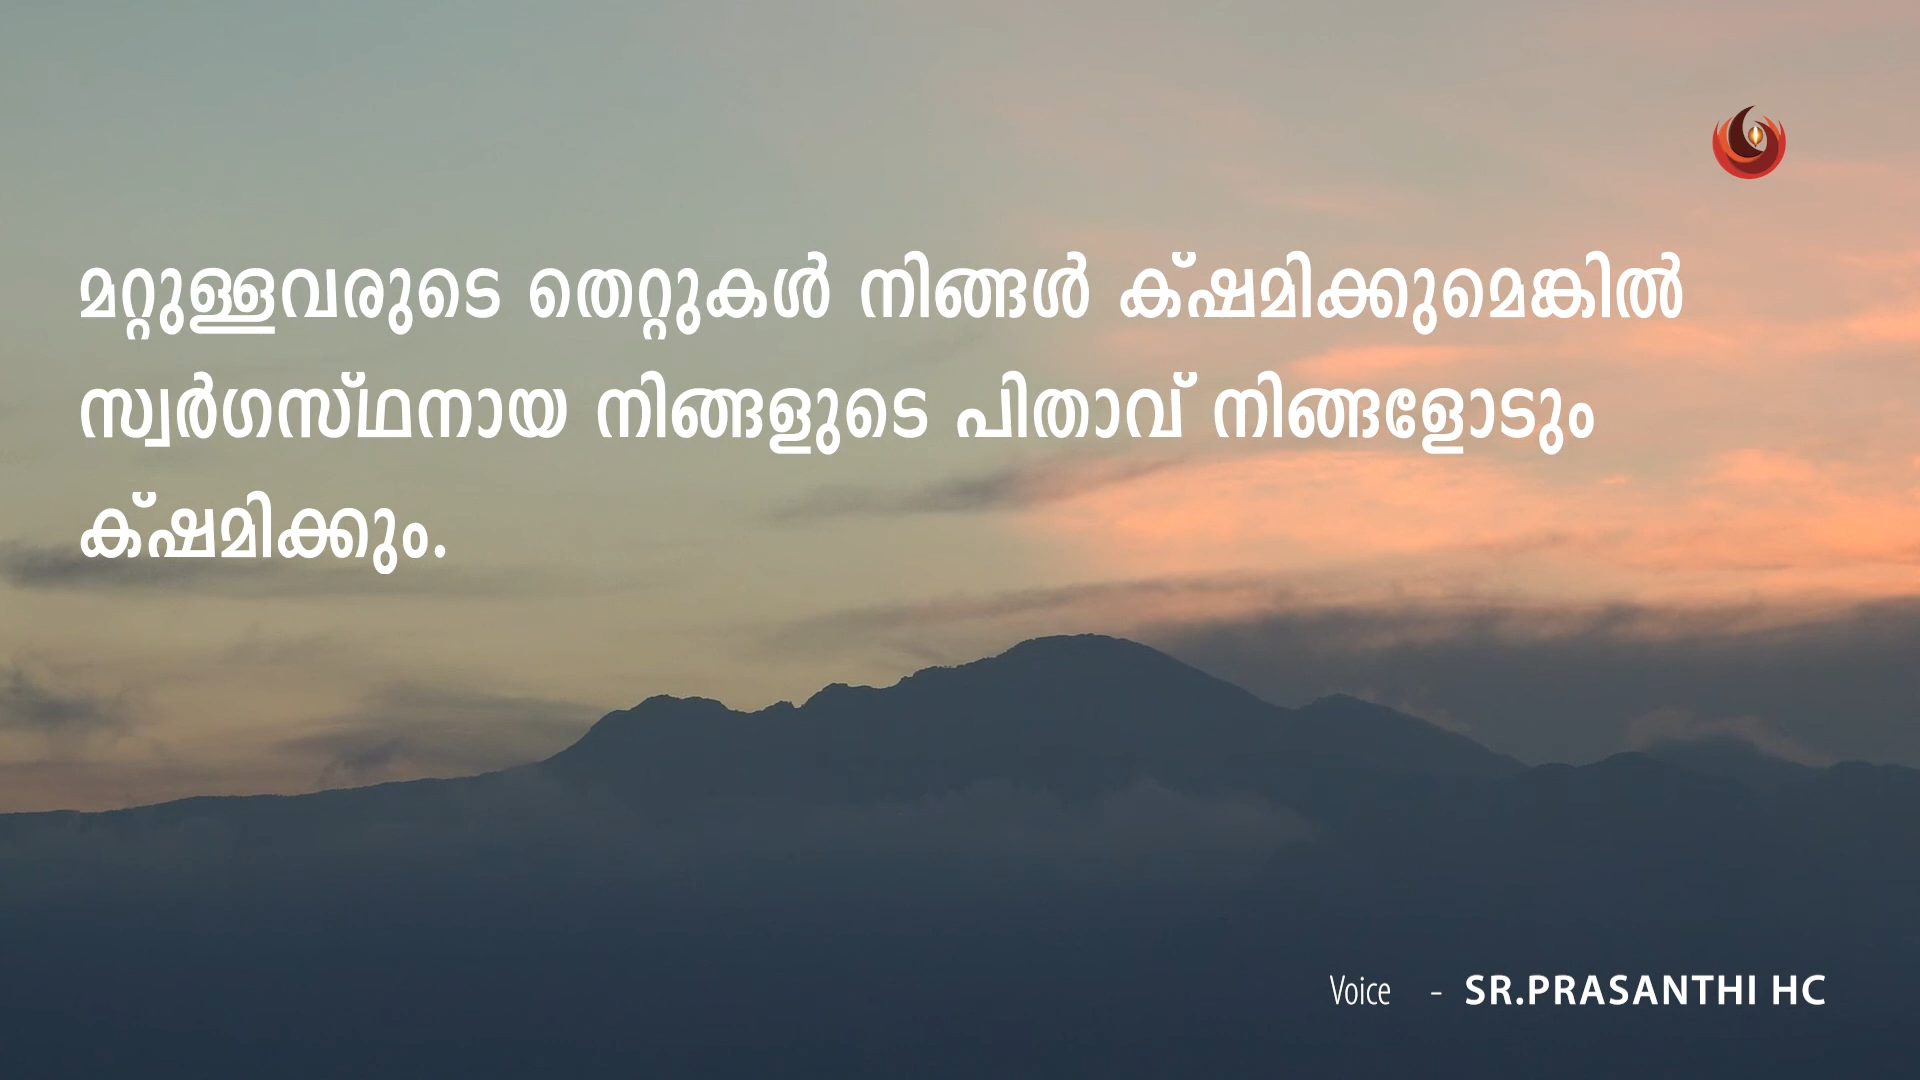 മറ്റുള്ളവരുടെ തെറ്റുകൾ നിങ്ങൾ ക്ഷമിക്കുമെങ്കിൽ
സ്വർഗസ്ഥനായ നിങ്ങളുടെ പിതാവ് നിങ്ങളോടും
ക്ഷമിക്കും.
Voice - SR.PRASANTHI HC